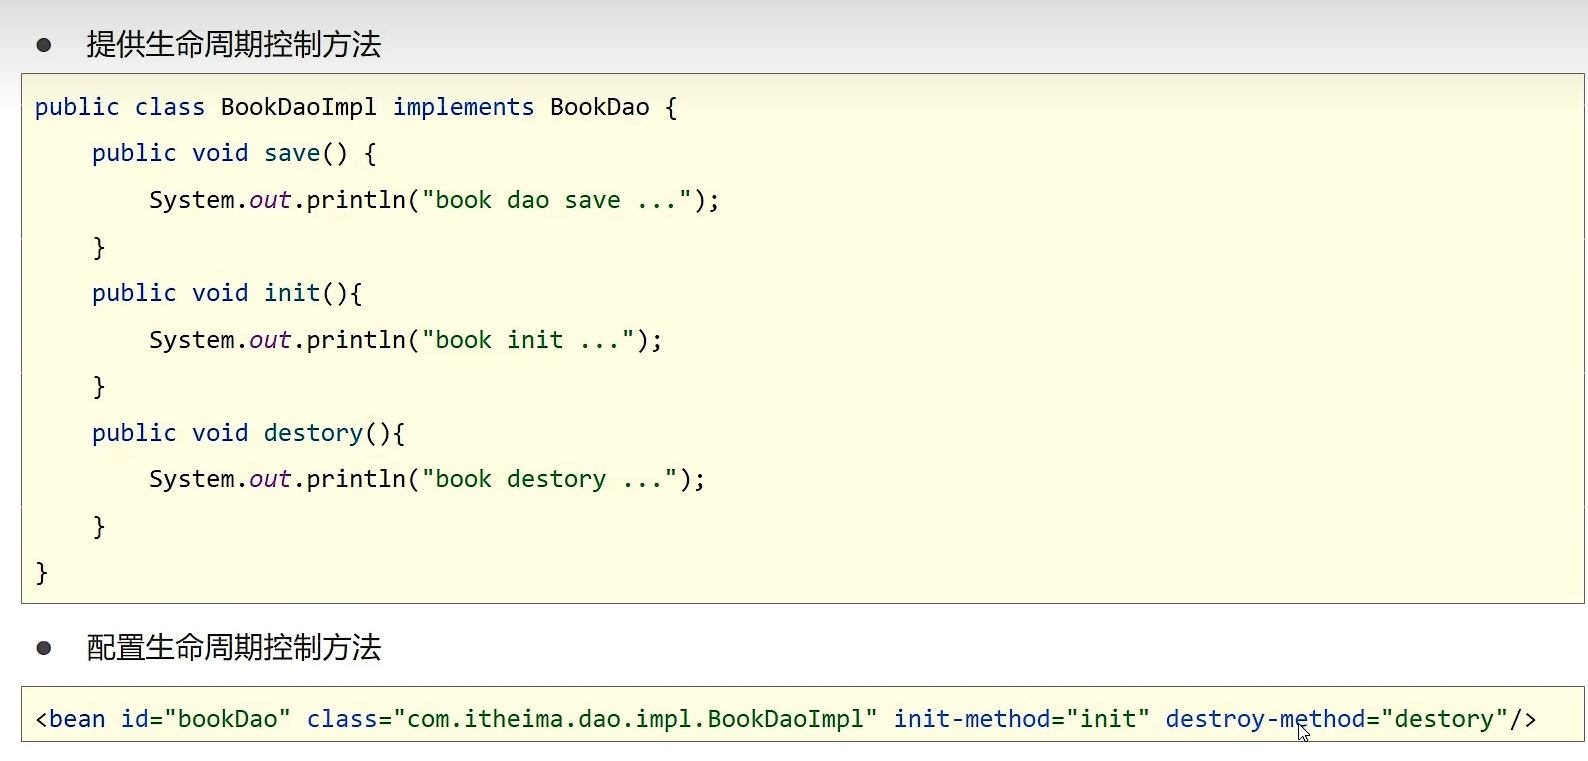 ● 提供生命周期控制方法
public class BookDaoImpl implements BookDao {
    public void save() {
        System.out.println("book dao save ...");
    }
    public void init(){
        System.out.println("book init ...");
    }
    public void destory(){
        System.out.println("book destory ...");
    }
}
● 配置生命周期控制方法
<bean id="bookDao" class="com.itheima.dao.impl.BookDaoImpl" init-method="init" destroy-method="destory"/>